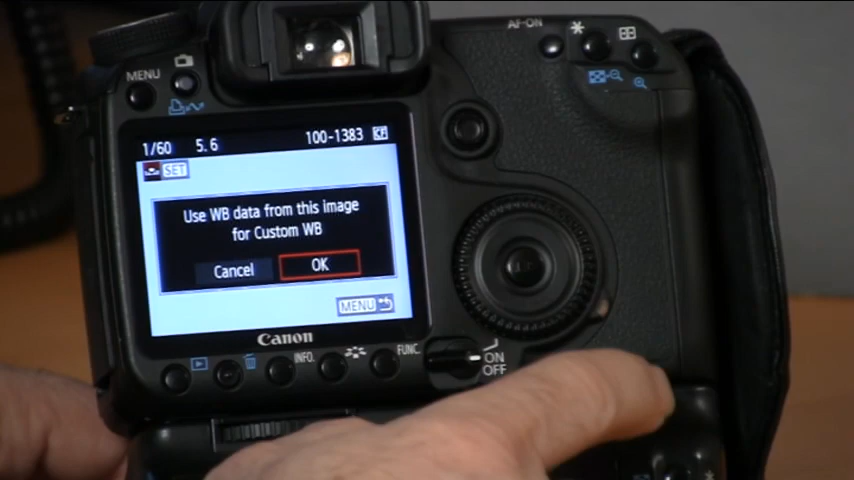 AF-ON
MENU
1/60 5.6 100-1383
SET
Use WB data from this image
for Custom WB
Cancel OK
MENU
Canon
INFO.
FUNC.
ON
OFF